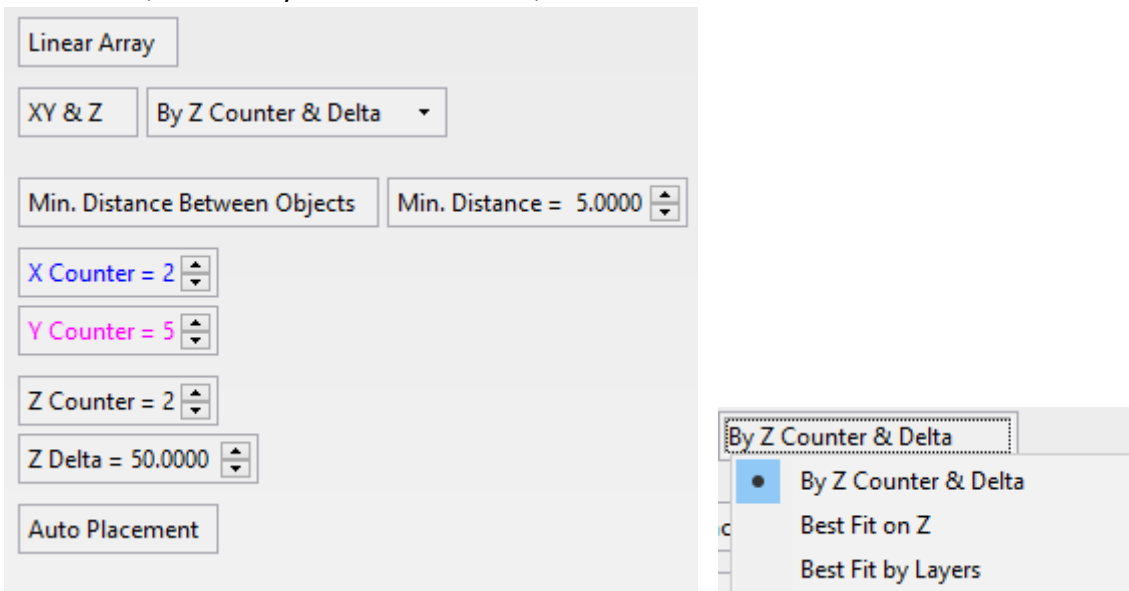 Linear Array
XY & Z
By Z Counter & Delta
Min. Distance Between Objects
Min. Distance = 5.0000
X Counter = 2
Y Counter = 5
Z Counter = 2
Z Delta = 50.0000
Auto Placement
By Z Counter & Delta
By Z Counter & Delta
Best Fit on Z
Best Fit by Layers